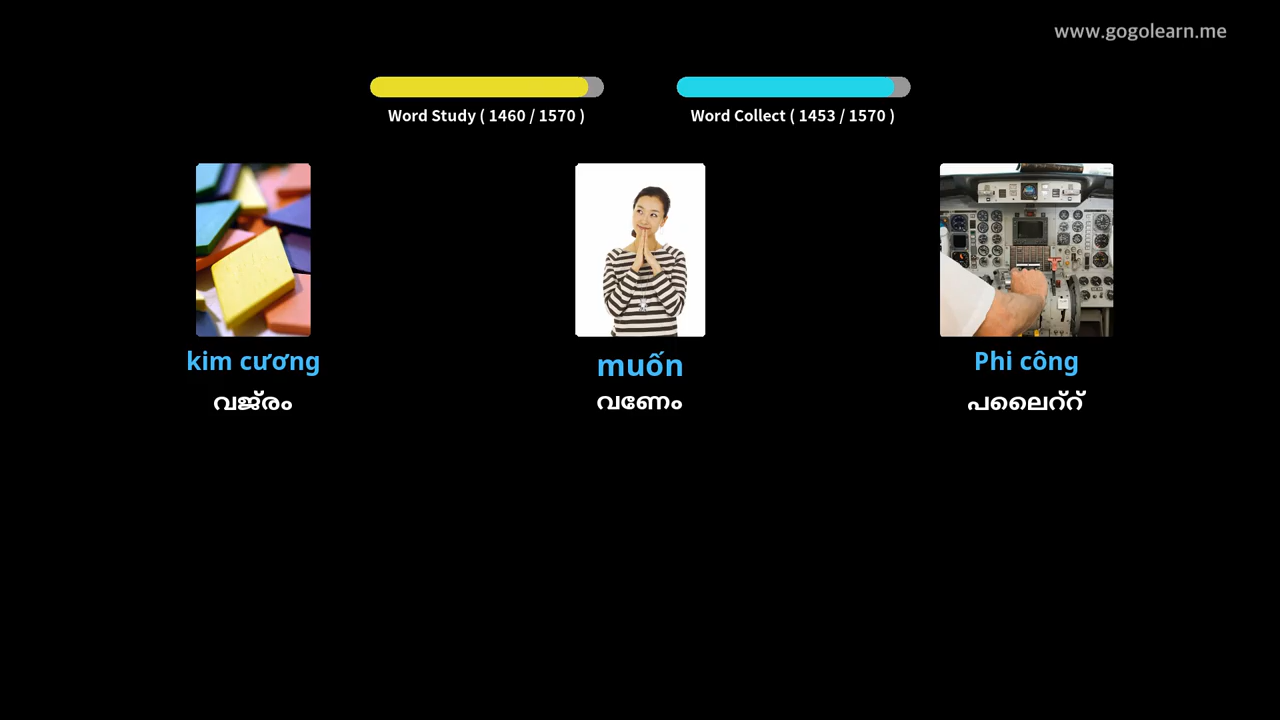 www.gogolearn.me
Word Study ( 1460 / 1570 )
Word Collect ( 1453 / 1570 )
kim cương
muốn
Phi công
വജ്രം
വണേം
പലൈറ്റ്